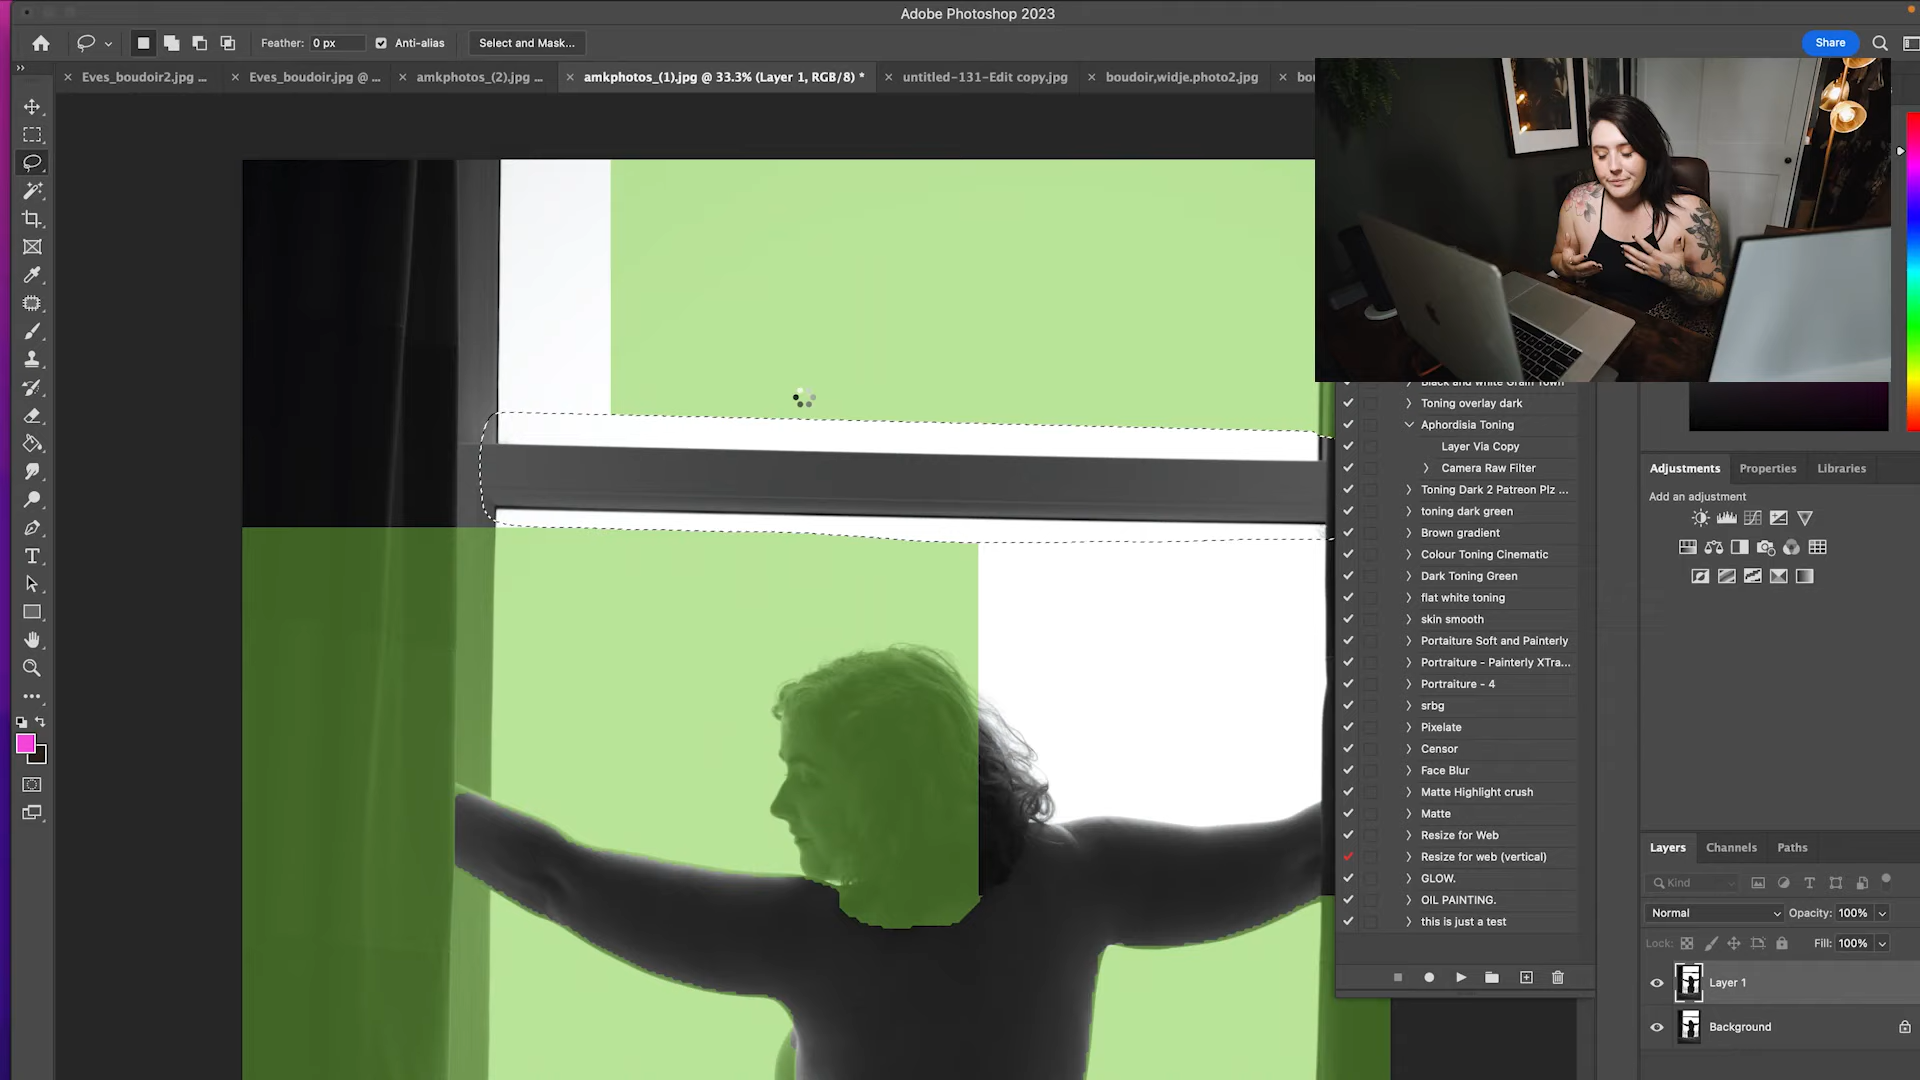 Adobe Photoshop 2023
Feather: 0 px Anti-alias Select and Mask... Share
Eves_boudoir2.jpg ... Eves_boudoir.jpg @ ... amkphotos_(2).jpg ... amkphotos_(1).jpg @ 33.3% (Layer 1, RGB/8) * untitled-131-Edit copy.jpg boudoir,widje.photo2.jpg
Black and white Grain Town
Toning overlay dark
Aphordisia Toning
Layer Via Copy
Camera Raw Filter
Toning Dark 2 Patreon Plz ...
toning dark green
Brown gradient
Colour Toning Cinematic
Dark Toning Green
flat white toning
skin smooth
Portaiture Soft and Painterly
Portraiture - Painterly XTra...
Portraiture - 4
srbg
Pixelate
Censor
Face Blur
Matte Highlight crush
Matte
Resize for Web
Resize for web (vertical)
GLOW.
OIL PAINTING.
this is just a test
Adjustments Properties Libraries
Add an adjustment
Layers Channels Paths
Kind
Normal Opacity: 100%
Lock: Fill: 100%
Layer 1
Background